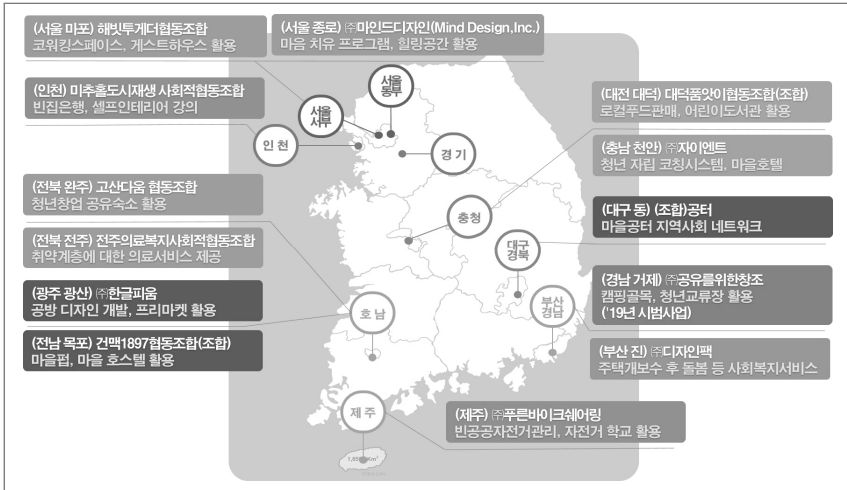 (서울 마포) 해빗투게더협동조합
코워킹스페이스, 게스트하우스 활용
(서울 종로) ㈜마인드디자인(Mind Design,Inc.)
마음 치유 프로그램, 힐링공간 활용
(인천) 미추홀도시재생 사회적협동조합
빈집은행, 셀프인테리어 강의
서울
동부
서울
서부
인천
경기
(대전 대덕) 대덕품앗이협동조합(조합)
로컬푸드판매, 어린이도서관 활용
(충남 천안) ㈜자이엔트
청년 자립 코칭시스템, 마을호텔
(전북 완주) 고산다움 협동조합
청년창업 공유숙소 활용
충청
(대구 동) (조합)공터
마을공터 지역사회 네트워크
(전북 전주) 전주의료복지사회적협동조합
취약계층에 대한 의료서비스 제공
대구
경북
(광주 광산) ㈜한글피움
공방 디자인 개발, 프리마켓 활용
(경남 거제) ㈜공유를위한창조
캠핑골목, 청년교류장 활용
('19년 시범사업)
호남
부산
경남
(전남 목포) 건맥1897협동조합(조합)
마을펍, 마을 호스텔 활용
(부산 진) ㈜디자인팩
주택개보수 후 돌봄 등 사회복지서비스
제주
(제주) ㈜푸른바이크쉐어링
빈공공자전거관리, 자전거 학교 활용